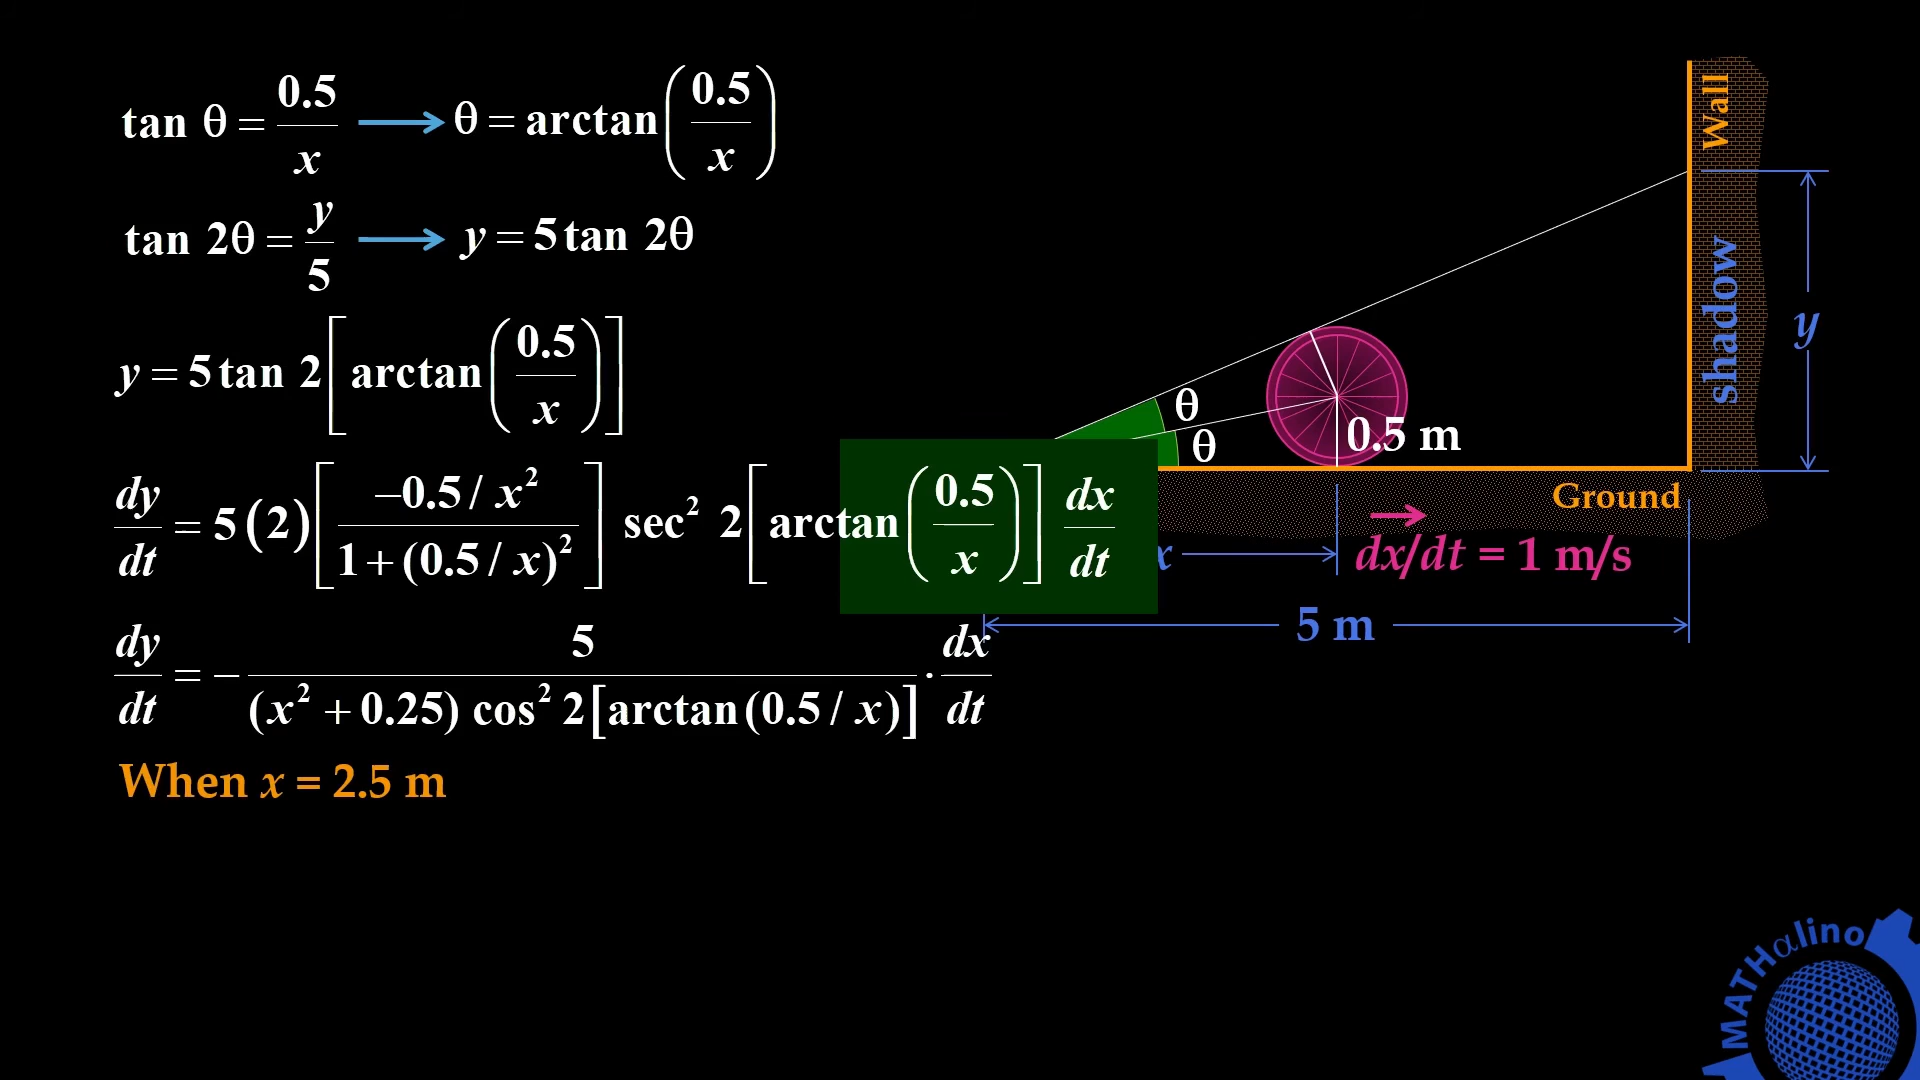 tan θ = 0.5/x → θ = arctan(0.5/x)
tan 2θ = y/5 → y = 5 tan 2θ
y = 5 tan 2[arctan(0.5/x)]
dy/dt = 5(2)[−0.5/x² / 1+(0.5/x)²] sec² 2[arctan(0.5/x)] dx/dt
dy/dt = − 5 / (x² + 0.25) cos² 2[arctan(0.5/x)] · dx/dt
When x = 2.5 m
Wall
shadow
y
θ
θ
0.5 m
Ground
x
dx/dt = 1 m/s
5 m
MATHαlino